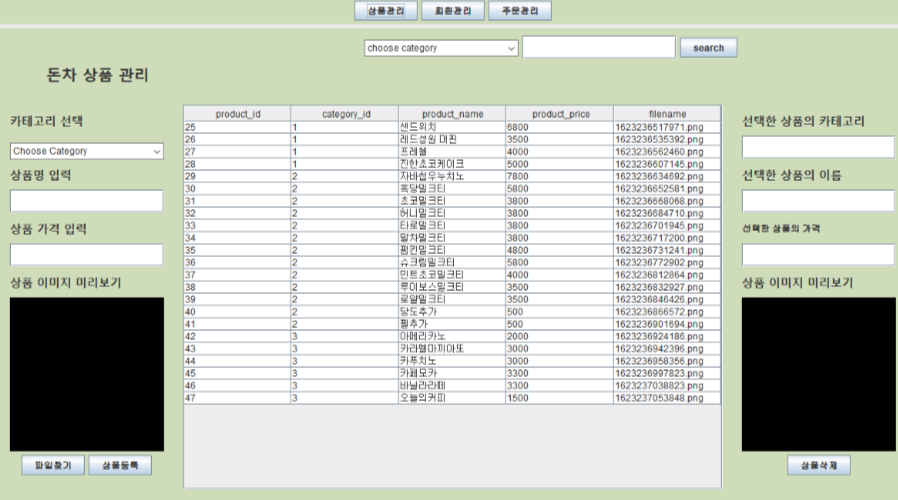 상품관리 회원관리 주문관리
choose category search
돈차 상품 관리
카테고리 선택
Choose Category
상품명 입력
상품 가격 입력
상품 이미지 미리보기
파일찾기 상품등록
product_id category_id product_name product_price filename
25 1 샌드위치 6800 1623236517971.png
26 1 레드성원 대진 3500 1623236535392.png
27 1 프레첼 4000 1623236562460.png
28 1 진한초코케이크 5000 1623236607145.png
29 2 자바칩우누치노 7800 1623236634692.png
30 2 흑당밀크티 5800 1623236652581.png
31 2 초코밀크티 3800 1623236668068.png
32 2 허니밀크티 3800 1623236684710.png
33 2 타로밀크티 3800 1623236701945.png
34 2 말차밀크티 3800 1623236717200.png
35 2 펌킨밀크티 4800 1623236731241.png
36 2 슈크림밀크티 5800 1623236772902.png
37 2 민트초코밀크티 4000 1623236812864.png
38 2 루이보스밀크티 3500 1623236832927.png
39 2 로얄밀크티 3500 1623236846426.png
40 2 당도추가 500 1623236866572.png
41 2 펄추가 500 1623236901694.png
42 3 아메리카노 2000 1623236924186.png
43 3 카라멜마끼아또 3000 1623236942396.png
44 3 카푸치노 3000 1623236958356.png
45 3 카페모카 3300 1623236997823.png
46 3 바닐라라떼 3300 1623237038823.png
47 3 오늘의커피 1500 1623237053848.png
선택한 상품의 카테고리
선택한 상품의 이름
선택한 상품의 가격
상품 이미지 미리보기
상품삭제